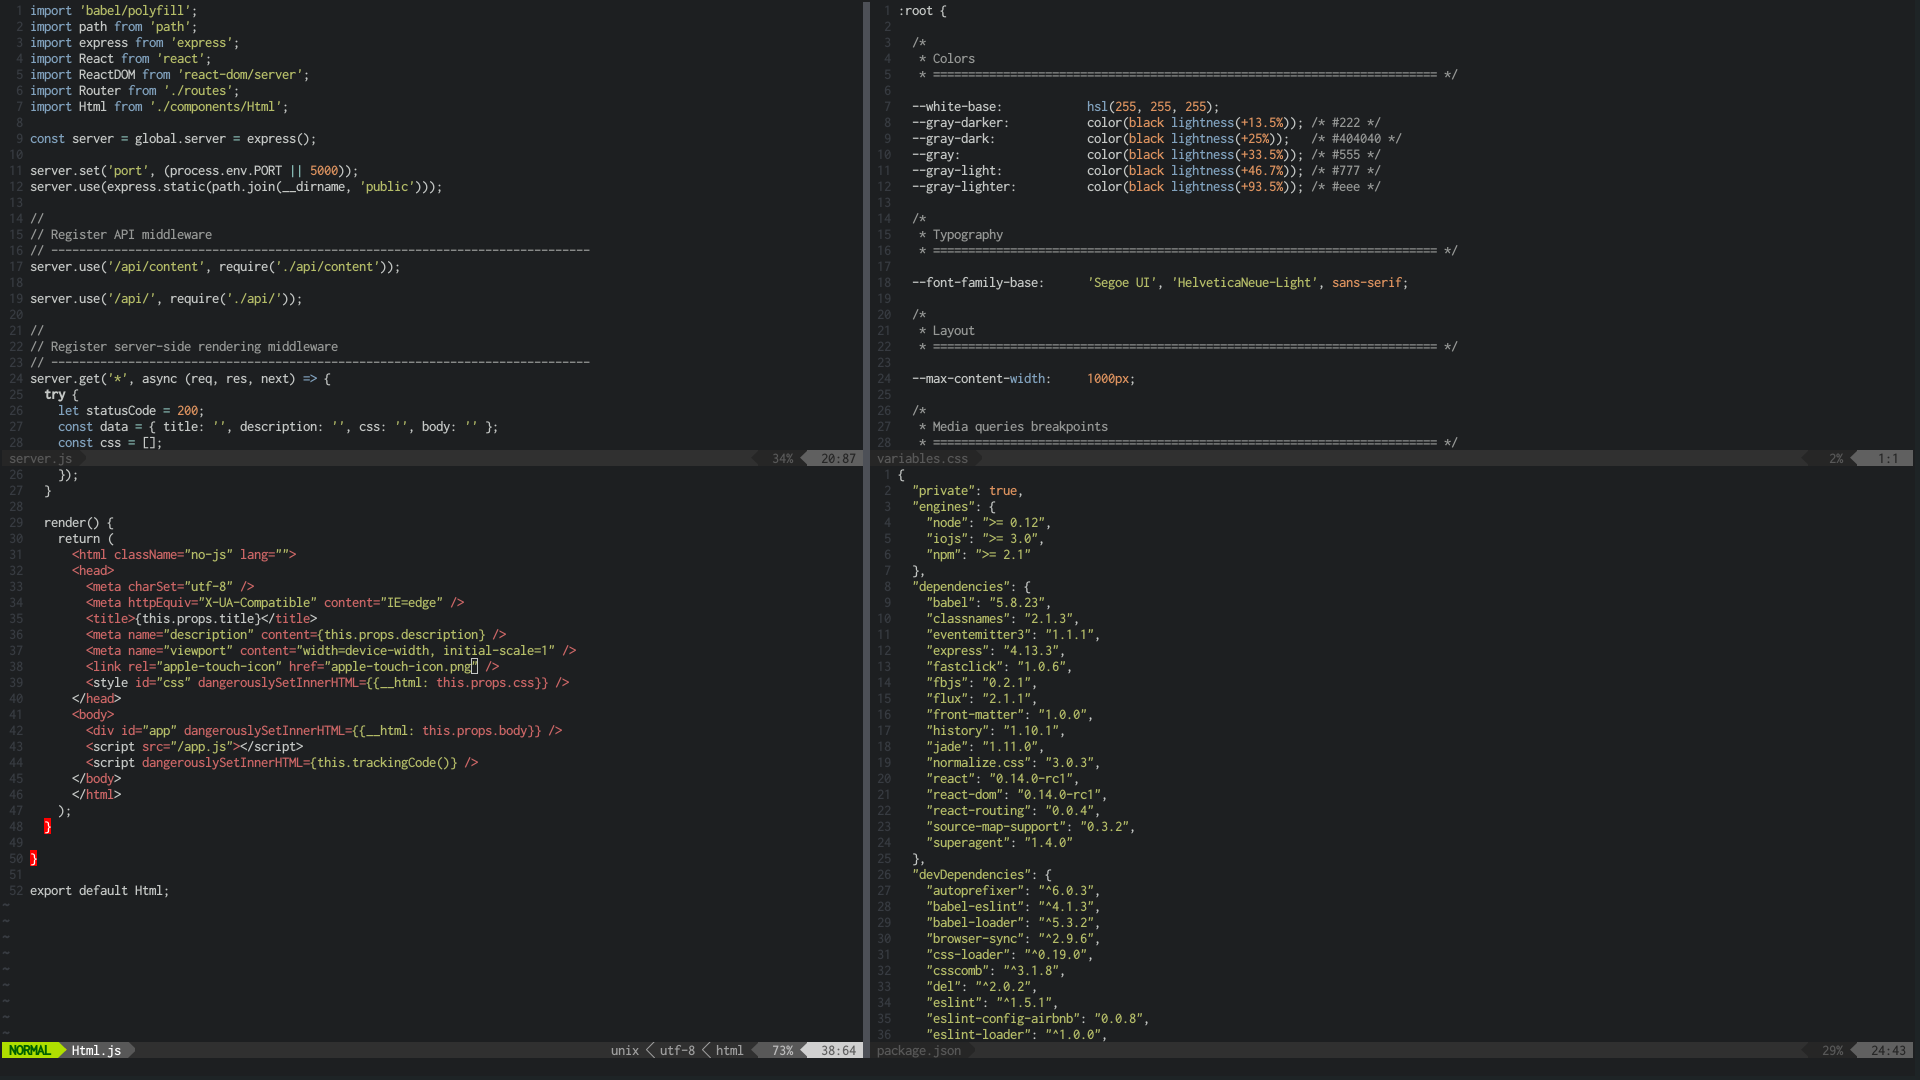 1 import 'babel/polyfill';
2 import path from 'path';
3 import express from 'express';
4 import React from 'react';
5 import ReactDOM from 'react-dom/server';
6 import Router from './routes';
7 import Html from './components/Html';
8
9 const server = global.server = express();
10
11 server.set('port', (process.env.PORT || 5000));
12 server.use(express.static(path.join(__dirname, 'public')));
13
14 //
15 // Register API middleware
16 // -----------------------------------------------------------------------------
17 server.use('/api/content', require('./api/content'));
18
19 server.use('/api/', require('./api/'));
20
21 //
22 // Register server-side rendering middleware
23 // -----------------------------------------------------------------------------
24 server.get('*', async (req, res, next) => {
25   try {
26     let statusCode = 200;
27     const data = { title: '', description: '', css: '', body: '' };
28     const css = [];
server.js 34% 20:87
26     });
27   }
28
29   render() {
30     return (
31       <html className="no-js" lang="">
32       <head>
33         <meta charSet="utf-8" />
34         <meta httpEquiv="X-UA-Compatible" content="IE=edge" />
35         <title>{this.props.title}</title>
36         <meta name="description" content={this.props.description} />
37         <meta name="viewport" content="width=device-width, initial-scale=1" />
38         <link rel="apple-touch-icon" href="apple-touch-icon.png" />
39         <style id="css" dangerouslySetInnerHTML={{__html: this.props.css}} />
40       </head>
41       <body>
42         <div id="app" dangerouslySetInnerHTML={{__html: this.props.body}} />
43         <script src="/app.js"></script>
44         <script dangerouslySetInnerHTML={this.trackingCode()} />
45       </body>
46       </html>
47     );
48   }
49
50 }
51
52 export default Html;
~
~
~
~
~
~
~
~
~
NORMAL Html.js unix utf-8 html 73% 38:64
1 :root {
2
3   /*
4    * Colors
5    * ======================================================================== */
6
7   --white-base:            hsl(255, 255, 255);
8   --gray-darker:           color(black lightness(+13.5%)); /* #222 */
9   --gray-dark:             color(black lightness(+25%));   /* #404040 */
10   --gray:                  color(black lightness(+33.5%)); /* #555 */
11   --gray-light:            color(black lightness(+46.7%)); /* #777 */
12   --gray-lighter:          color(black lightness(+93.5%)); /* #eee */
13
14   /*
15    * Typography
16    * ======================================================================== */
17
18   --font-family-base:      'Segoe UI', 'HelveticaNeue-Light', sans-serif;
19
20   /*
21    * Layout
22    * ======================================================================== */
23
24   --max-content-width:     1000px;
25
26   /*
27    * Media queries breakpoints
28    * ======================================================================== */
variables.css 2% 1:1
1 {
2   "private": true,
3   "engines": {
4     "node": ">= 0.12",
5     "iojs": ">= 3.0",
6     "npm": ">= 2.1"
7   },
8   "dependencies": {
9     "babel": "5.8.23",
10     "classnames": "2.1.3",
11     "eventemitter3": "1.1.1",
12     "express": "4.13.3",
13     "fastclick": "1.0.6",
14     "fbjs": "0.2.1",
15     "flux": "2.1.1",
16     "front-matter": "1.0.0",
17     "history": "1.10.1",
18     "jade": "1.11.0",
19     "normalize.css": "3.0.3",
20     "react": "0.14.0-rc1",
21     "react-dom": "0.14.0-rc1",
22     "react-routing": "0.0.4",
23     "source-map-support": "0.3.2",
24     "superagent": "1.4.0"
25   },
26   "devDependencies": {
27     "autoprefixer": "^6.0.3",
28     "babel-eslint": "^4.1.3",
29     "babel-loader": "^5.3.2",
30     "browser-sync": "^2.9.6",
31     "css-loader": "^0.19.0",
32     "csscomb": "^3.1.8",
33     "del": "^2.0.2",
34     "eslint": "^1.5.1",
35     "eslint-config-airbnb": "0.0.8",
36     "eslint-loader": "^1.0.0",
package.json 29% 24:43